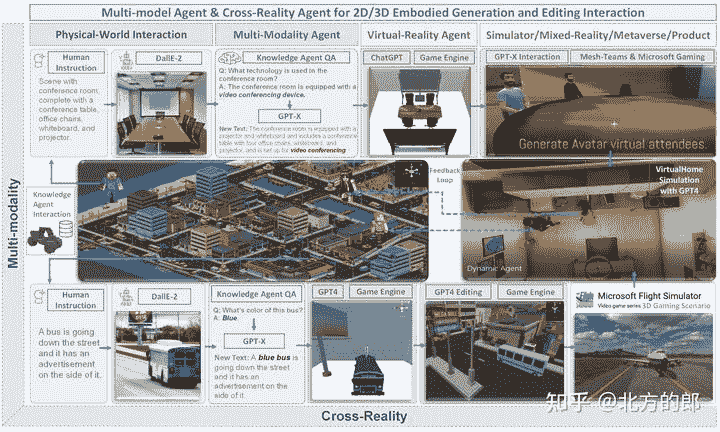 Multi-model Agent & Cross-Reality Agent for 2D/3D Embodied Generation and Editing Interaction
Physical-World Interaction
Multi-Modality Agent
Virtual-Reality Agent
Simulator/Mixed-Reality/Metaverse/Product
Human
Instruction
DallE-2
Knowledge Agent QA
ChatGPT
Game Engine
GPT-X Interaction
Mesh-Teams & Microsoft Gaming
Scene with
conference room,
complete with a
conference table,
office chairs,
whiteboard, and
projector.
Q: What technology is used in the
conference room?
A: The conference room is equipped with a
video conferencing device.
GPT-X
New Text: The conference room is equipped with a
projector and whiteboard and includes a conference
table with four office chairs, whiteboard, and
projector, and is set up for video conferencing
Generate Avatar virtual attendees.
Multi-modality
Knowledge
Agent
Interaction
Feedback
Loop
VirtualHome
Simulation
with GPT4
Dynamic Agent
Human
Instruction
DallE-2
Knowledge Agent QA
GPT4
Game Engine
GPT4 Editing
Game Engine
Microsoft Flight Simulator
Video game series 3D Gaming Scenario
A bus is going
down the street
and it has an
advertisement
on the side of it.
Q: What's color of this bus?
A: Blue.
GPT-X
New Text: A blue bus is
going down the street
and it has an
advertisement on the
side of it.
知乎 @北方的郎
Cross-Reality